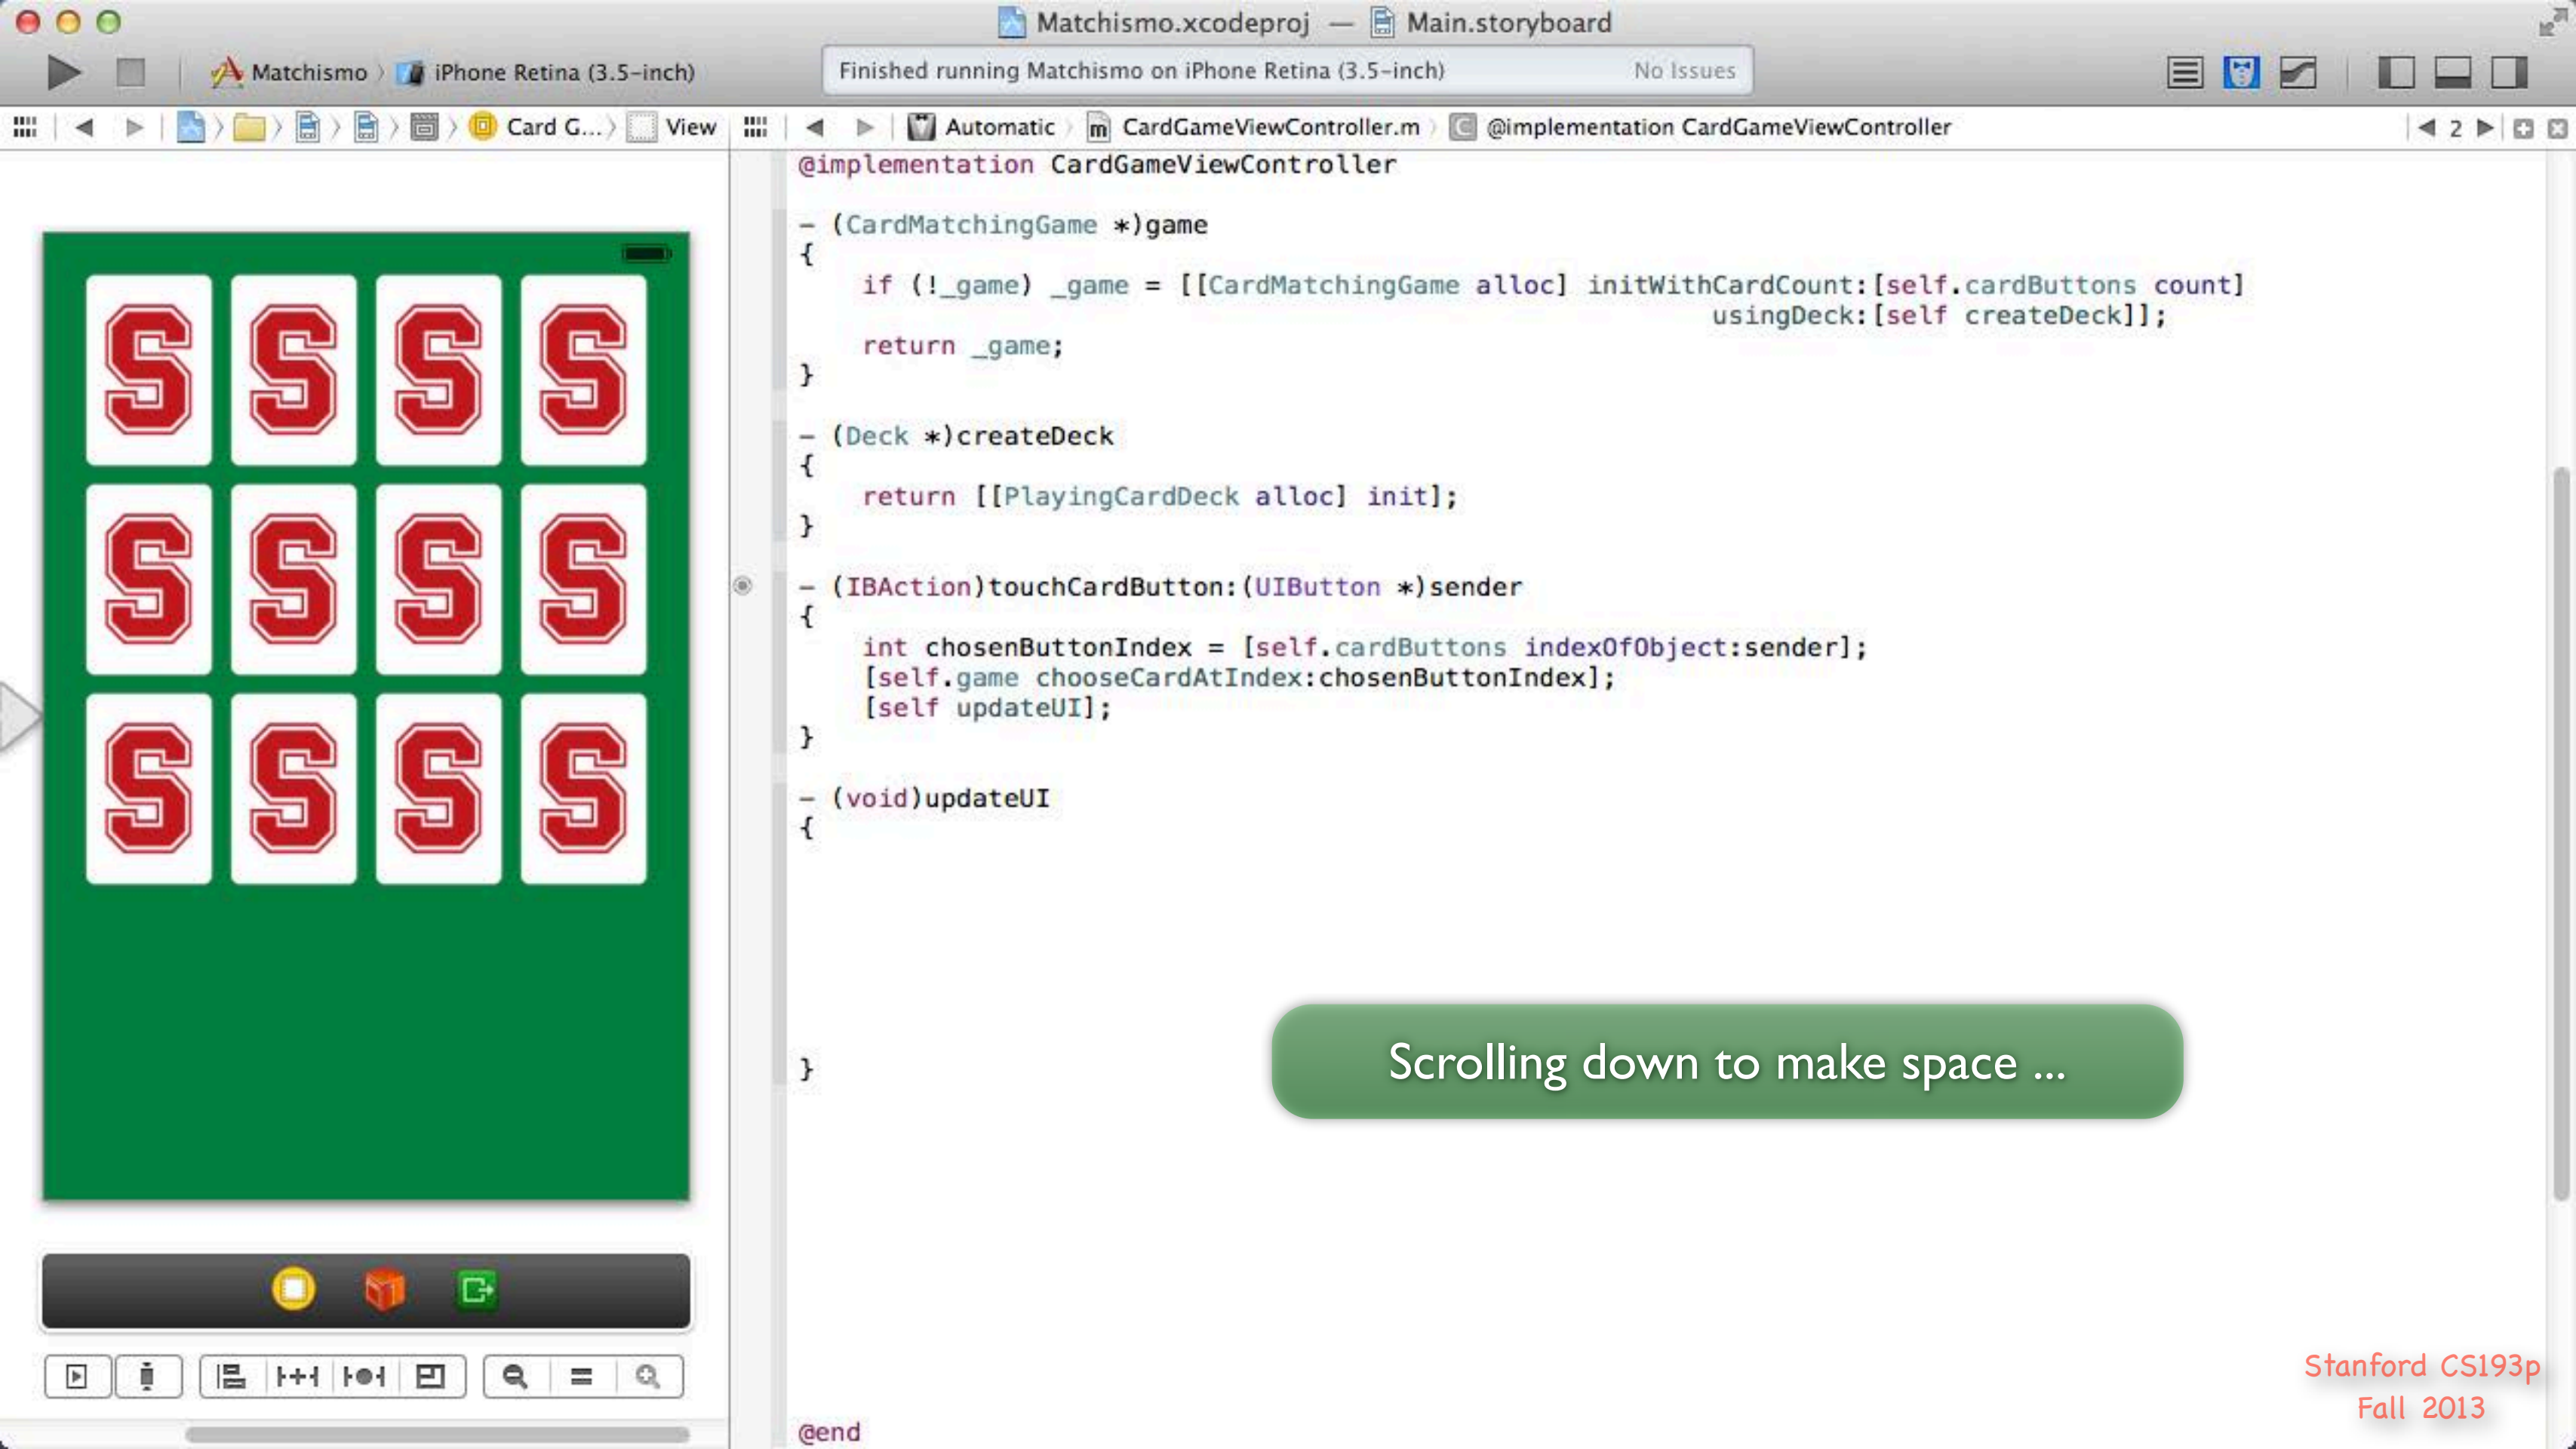 Matchismo.xcodeproj — Main.storyboard
Matchismo iPhone Retina (3.5-inch)
Finished running Matchismo on iPhone Retina (3.5-inch) No Issues
Card G... View
Automatic CardGameViewController.m @implementation CardGameViewController
2
@implementation CardGameViewController
- (CardMatchingGame *)game
{
if (!_game) _game = [[CardMatchingGame alloc] initWithCardCount:[self.cardButtons count]
usingDeck:[self createDeck]];
return _game;
}
- (Deck *)createDeck
{
return [[PlayingCardDeck alloc] init];
}
- (IBAction)touchCardButton:(UIButton *)sender
{
int chosenButtonIndex = [self.cardButtons indexOfObject:sender];
[self.game chooseCardAtIndex:chosenButtonIndex];
[self updateUI];
}
- (void)updateUI
{
}
@end
S S S S
S S S S
S S S S
Scrolling down to make space ...
Stanford CS193p
Fall 2013